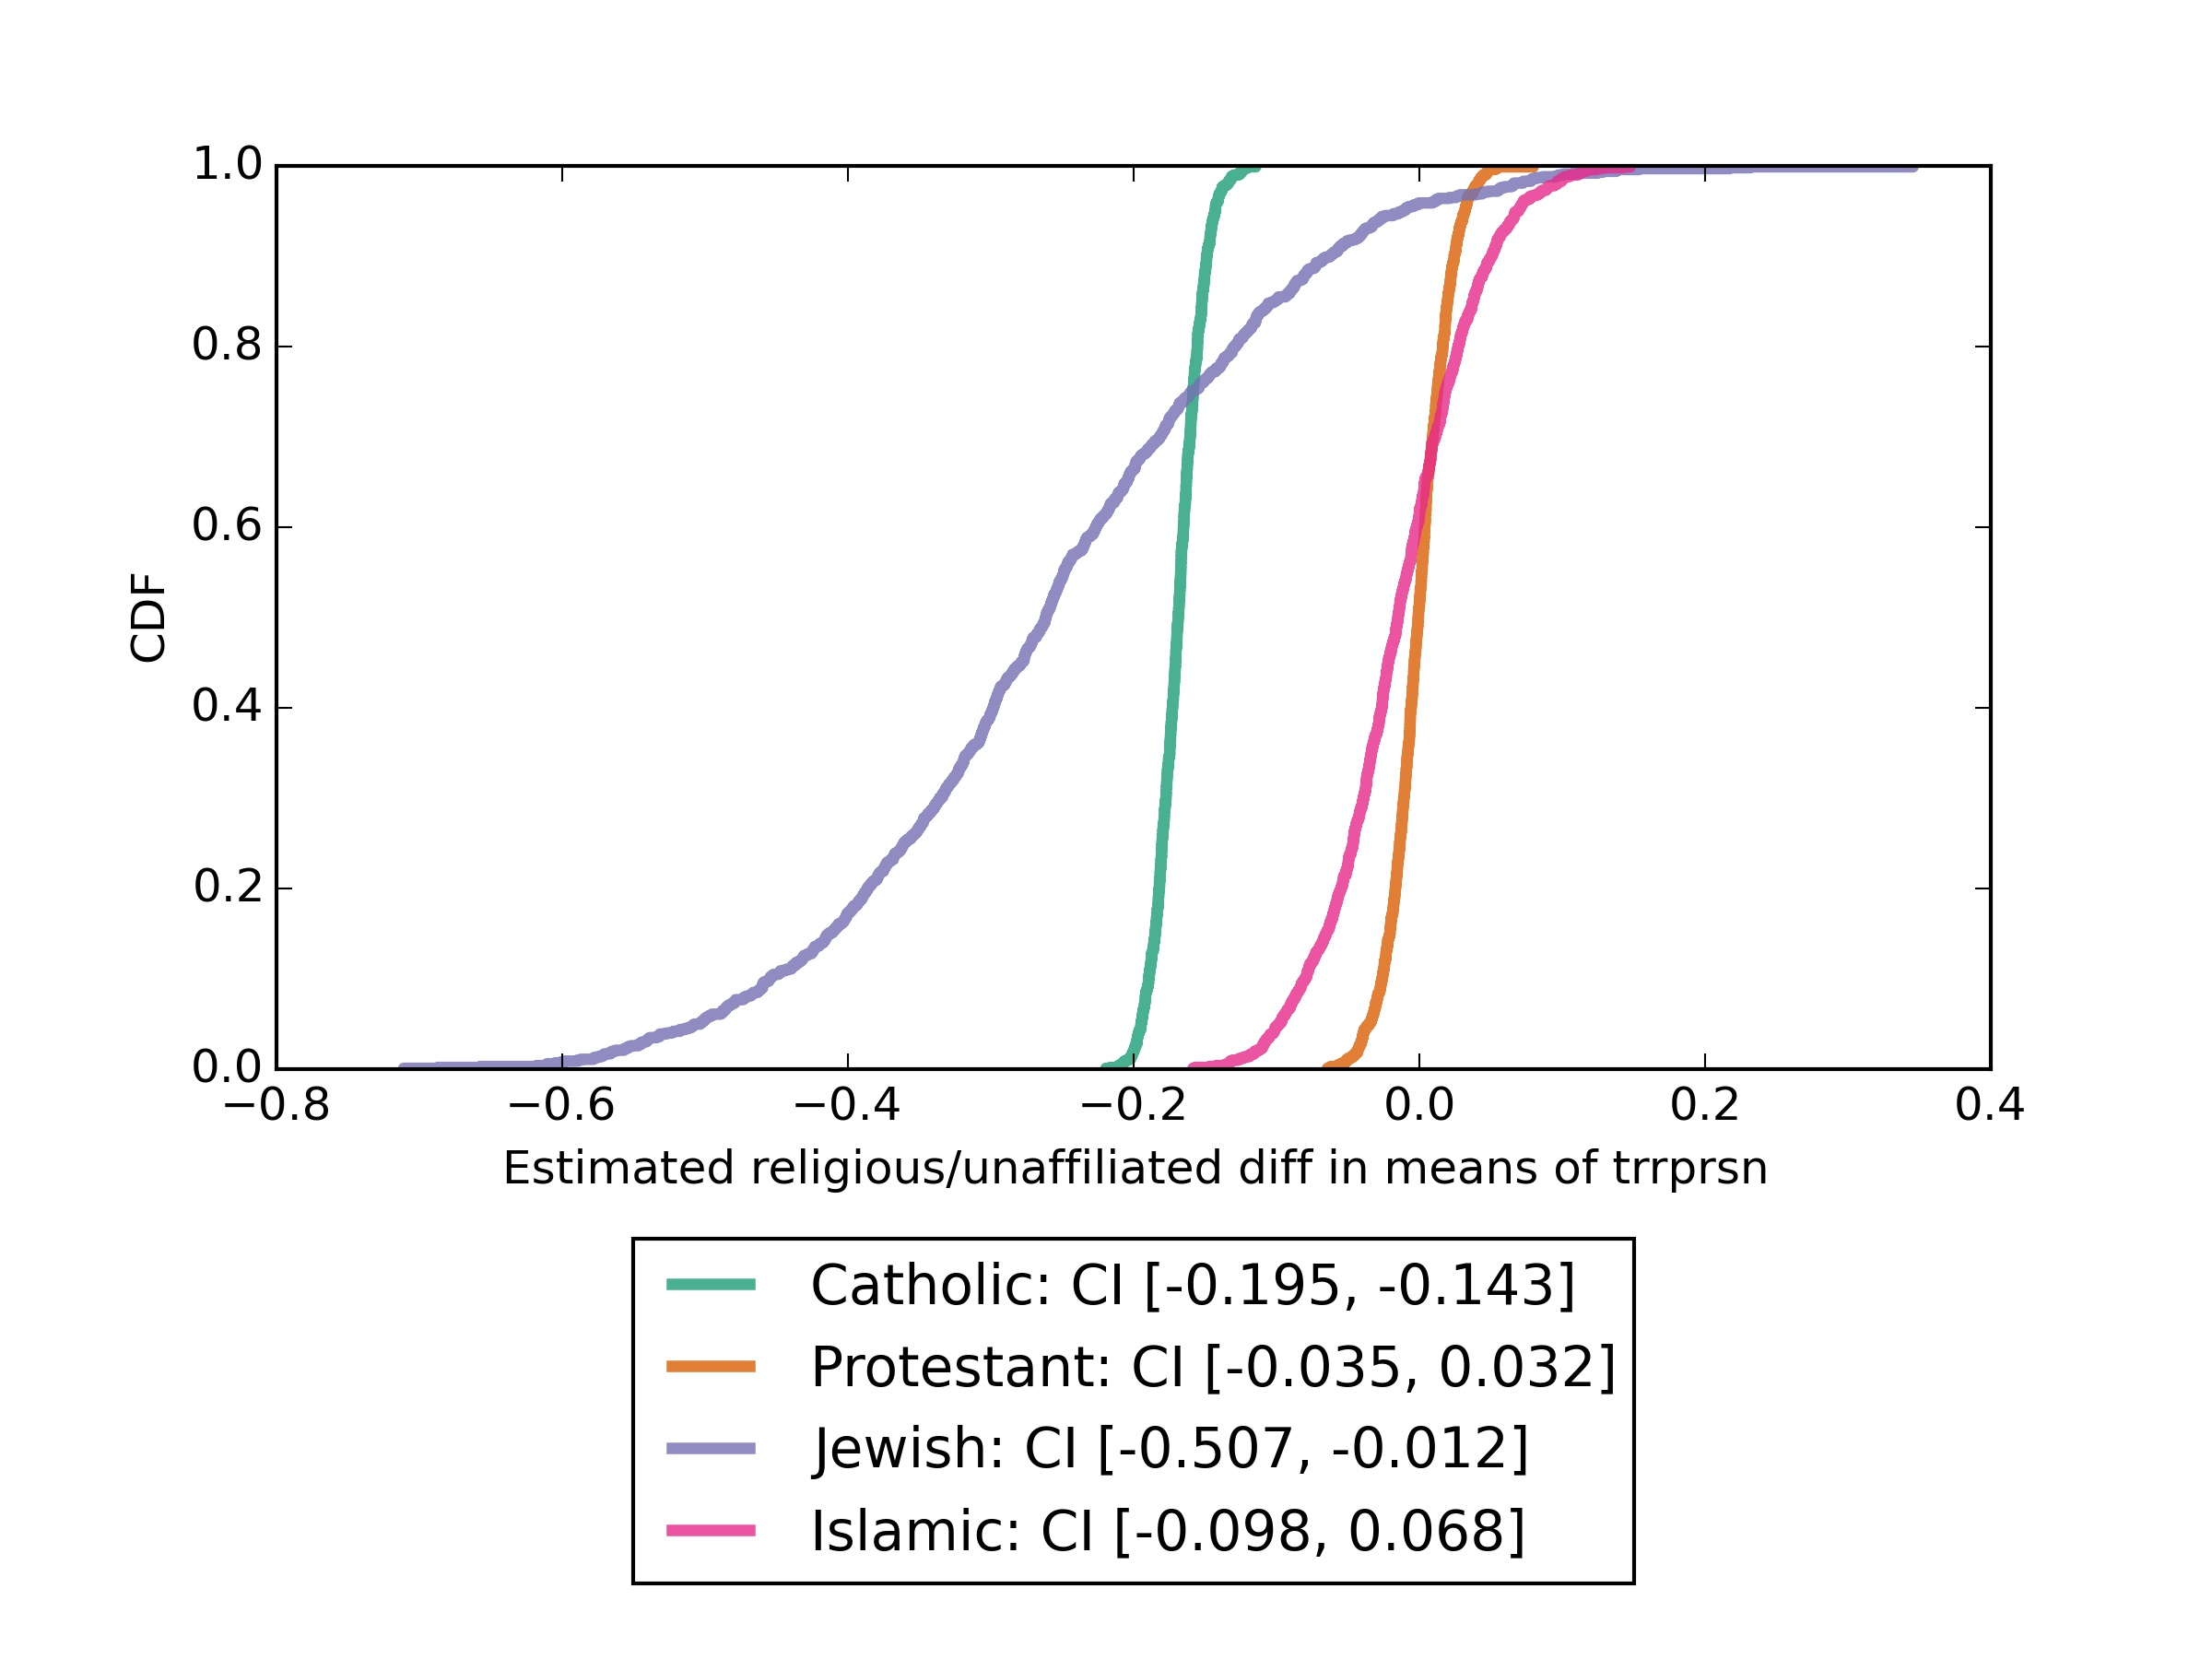 1.0
0.8
0.6
0.4
0.2
0.0
CDF
−0.8 −0.6 −0.4 −0.2 0.0 0.2 0.4
Estimated religious/unaffiliated diff in means of trrprsn
Catholic: CI [-0.195, -0.143]
Protestant: CI [-0.035, 0.032]
Jewish: CI [-0.507, -0.012]
Islamic: CI [-0.098, 0.068]